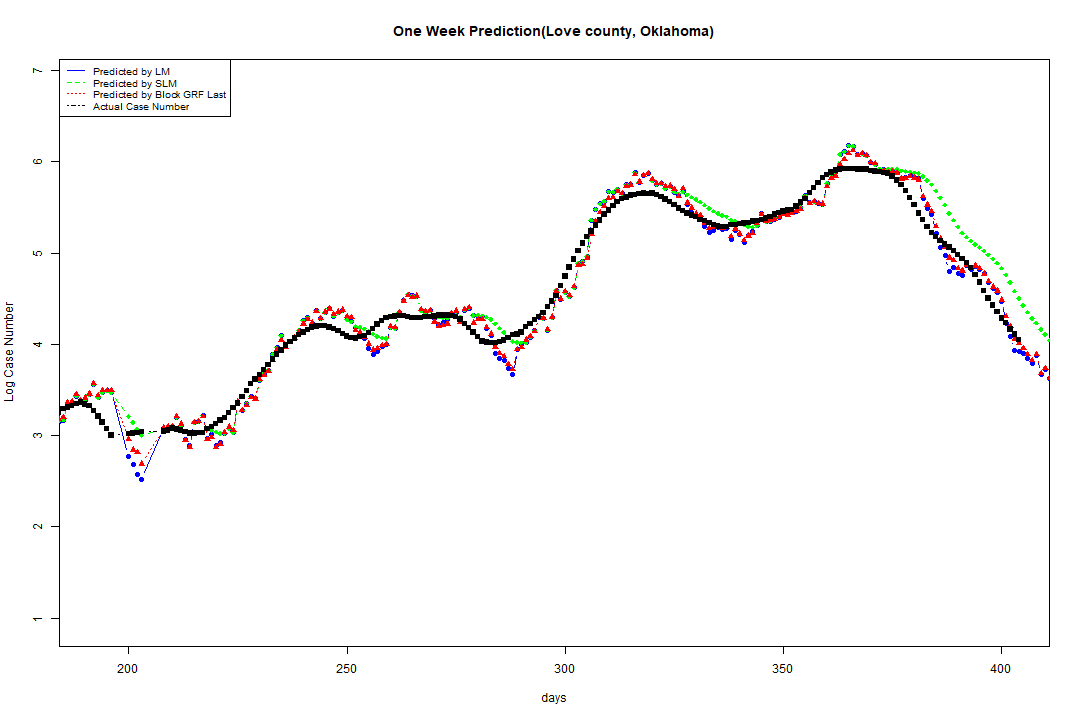 One Week Prediction(Love county, Oklahoma)
Predicted by LM
Predicted by SLM
Predicted by Block GRF Last
Actual Case Number
7
6
5
4
3
2
1
Log Case Number
200 250 300 350 400
days